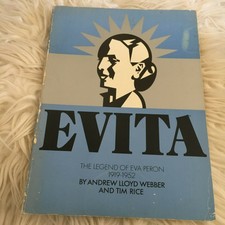 EVITA
THE LEGEND OF EVA PERON
1919-1952
BY ANDREW LLOYD WEBBER
AND TIM RICE